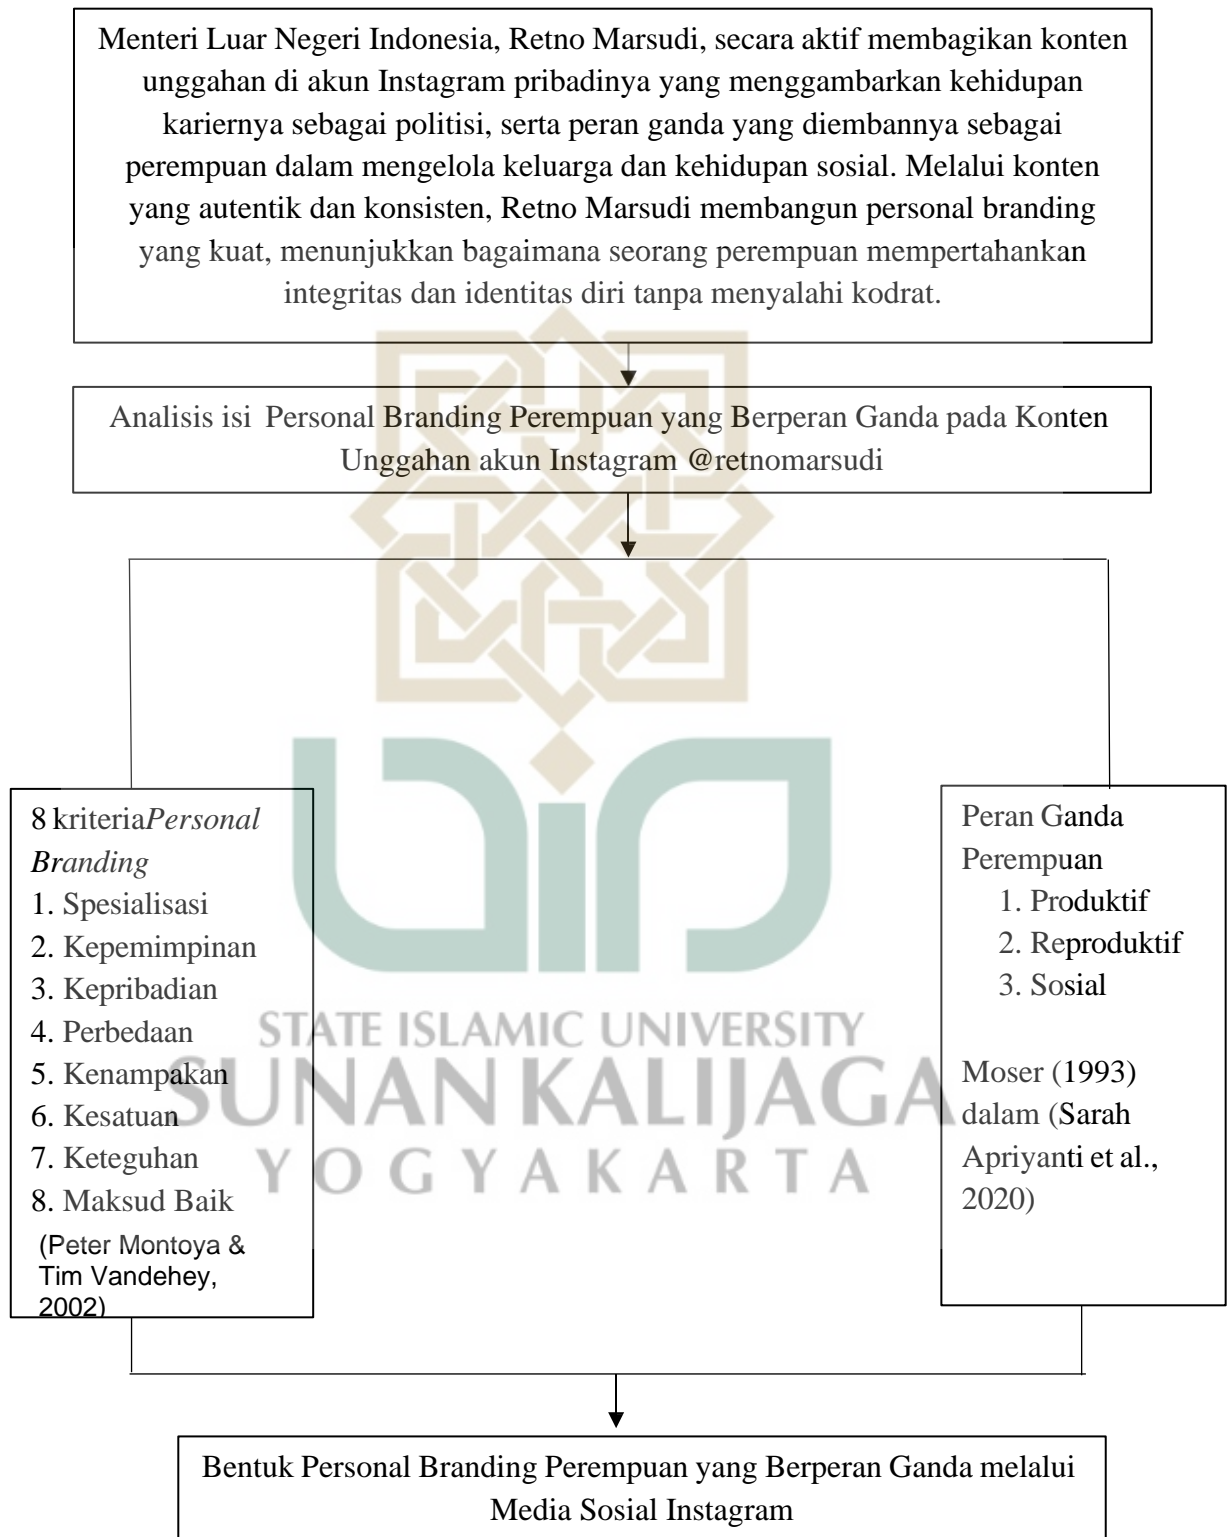 Menteri Luar Negeri Indonesia, Retno Marsudi, secara aktif membagikan konten
unggahan di akun Instagram pribadinya yang menggambarkan kehidupan
kariernya sebagai politisi, serta peran ganda yang diembannya sebagai
perempuan dalam mengelola keluarga dan kehidupan sosial. Melalui konten
yang autentik dan konsisten, Retno Marsudi membangun personal branding
yang kuat, menunjukkan bagaimana seorang perempuan mempertahankan
integritas dan identitas diri tanpa menyalahi kodrat.
Analisis isi Personal Branding Perempuan yang Berperan Ganda pada Konten
Unggahan akun Instagram @retnomarsudi
8 kriteriaPersonal
Branding
1. Spesialisasi
2. Kepemimpinan
3. Kepribadian
4. Perbedaan
5. Kenampakan
6. Kesatuan
7. Keteguhan
8. Maksud Baik
(Peter Montoya &
Tim Vandehey,
2002)
Peran Ganda
Perempuan
1. Produktif
2. Reproduktif
3. Sosial
Moser (1993)
dalam (Sarah
Apriyanti et al.,
2020)
STATE ISLAMIC UNIVERSITY
SUNAN KALIJAGA
YOGYAKARTA
Bentuk Personal Branding Perempuan yang Berperan Ganda melalui
Media Sosial Instagram